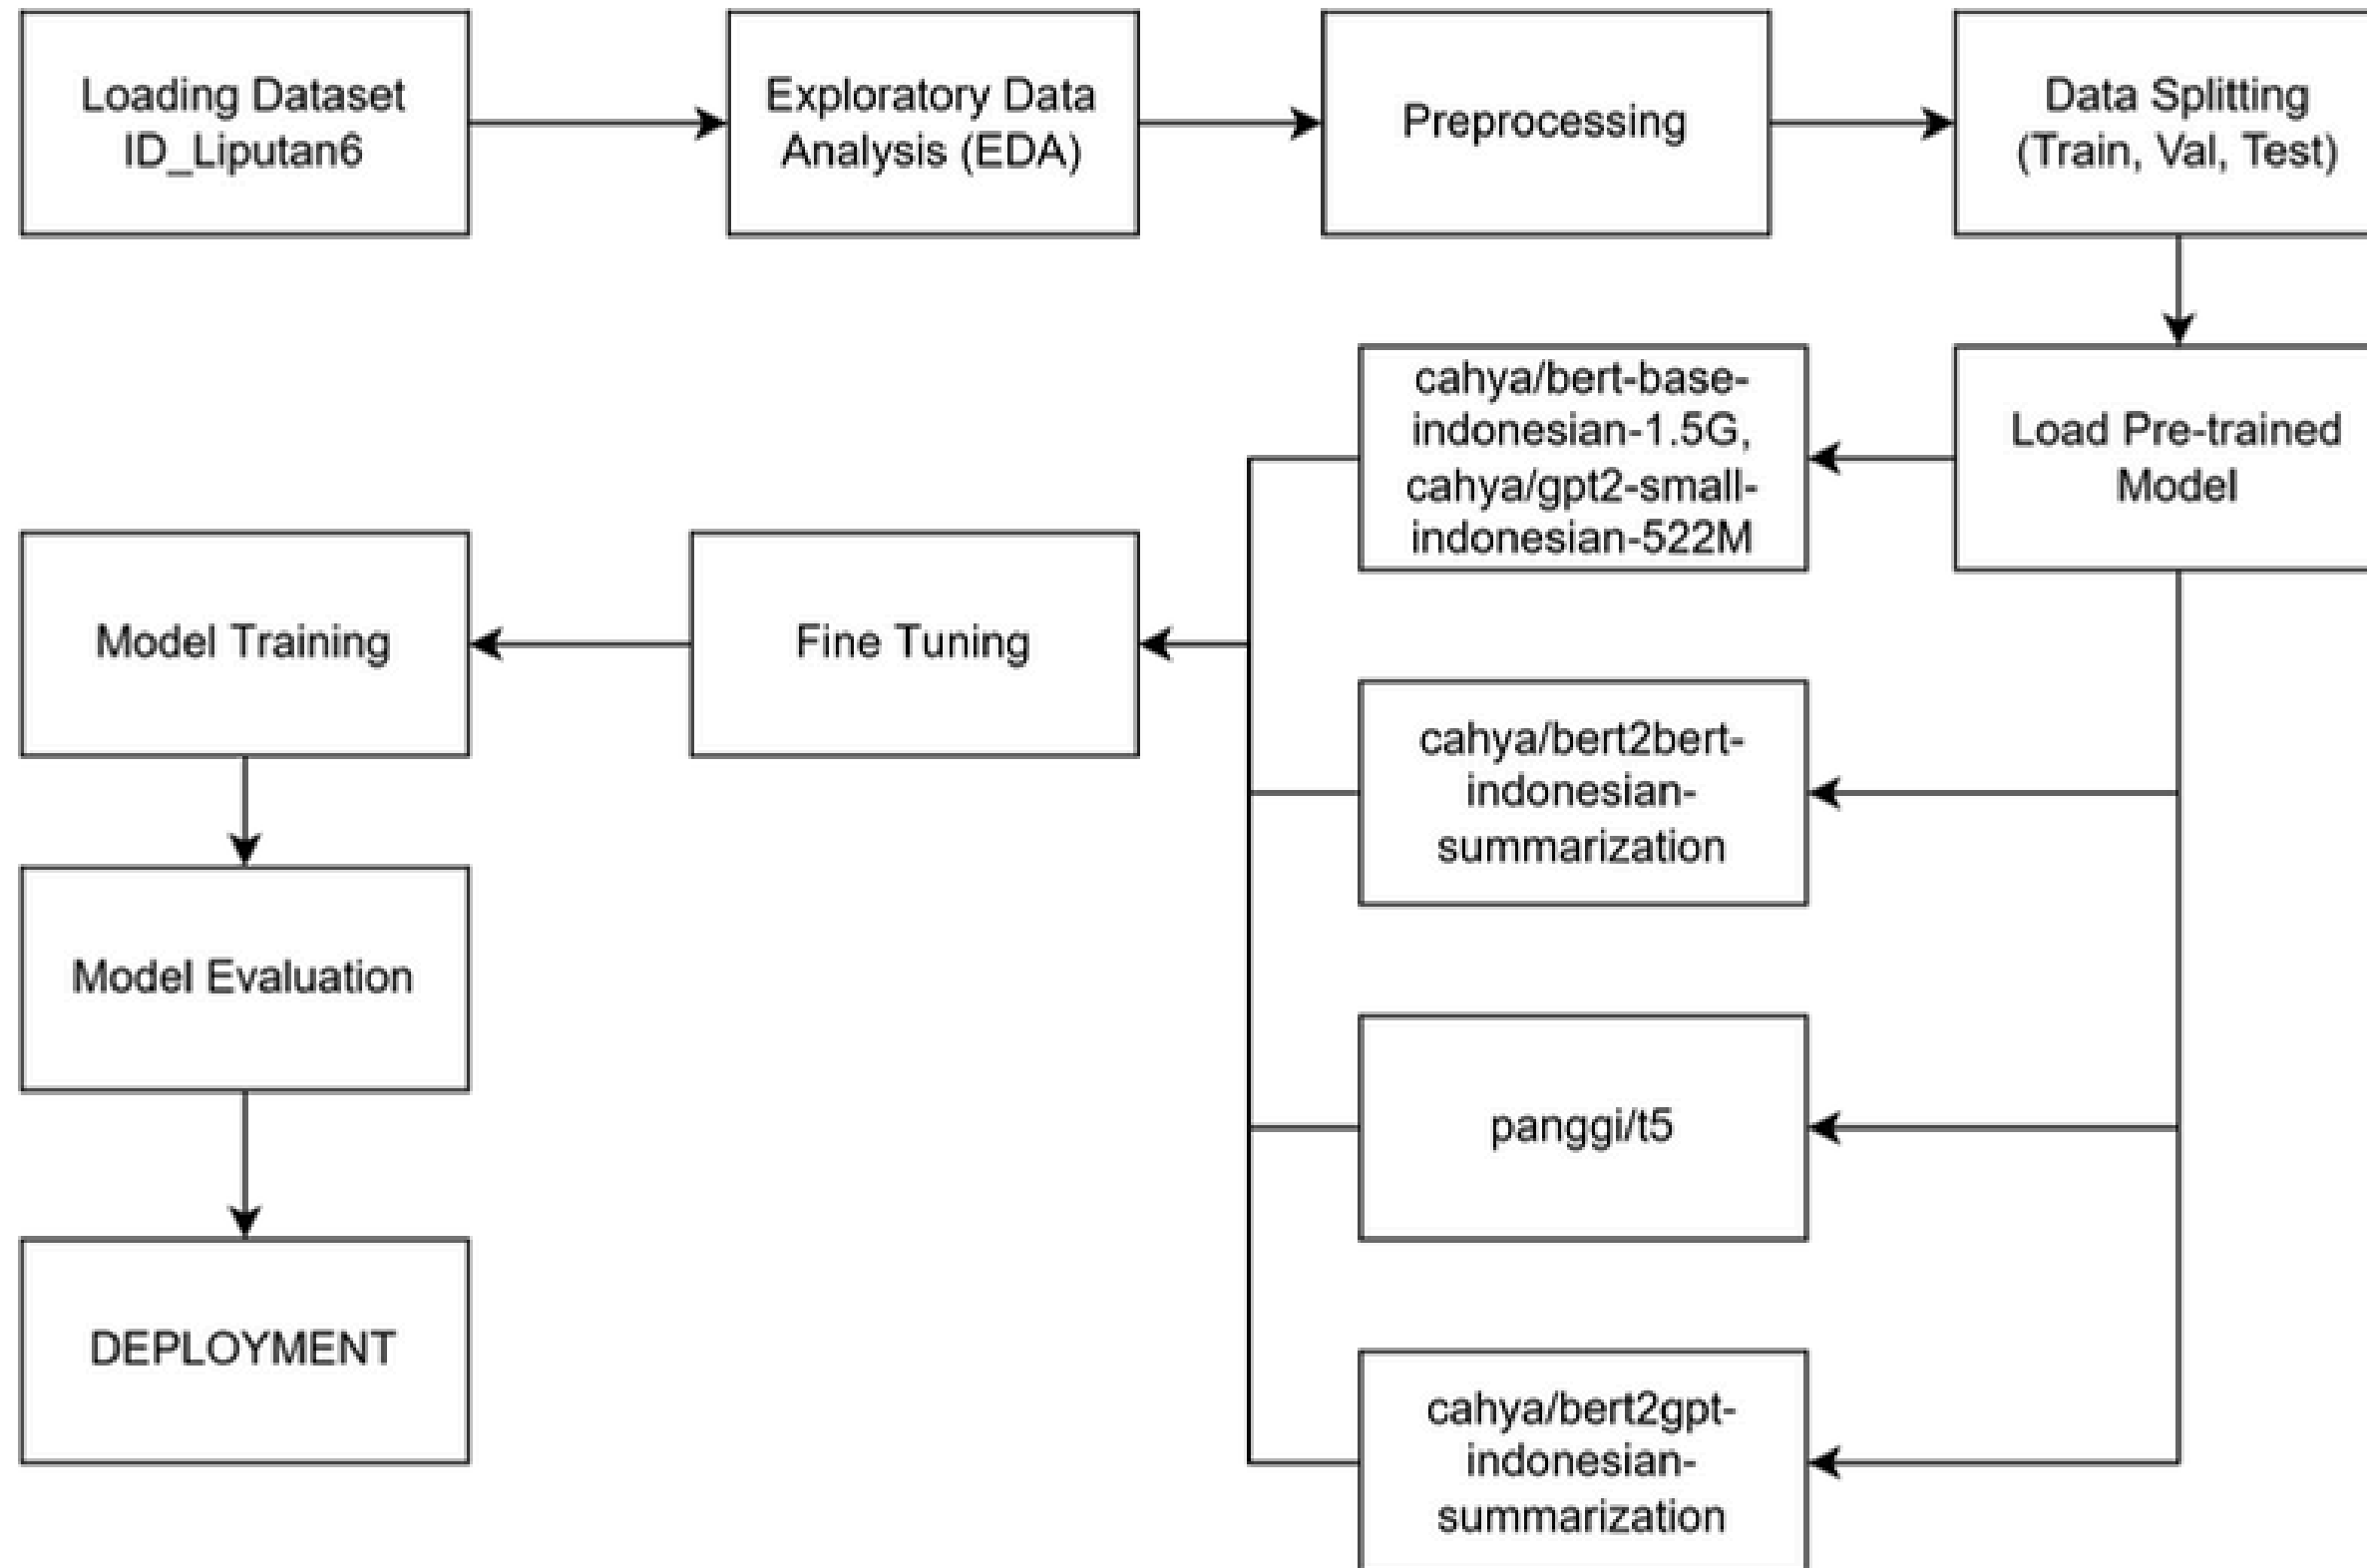 Loading Dataset
ID_Liputan6
Exploratory Data
Analysis (EDA)
Preprocessing
Data Splitting
(Train, Val, Test)
Load Pre-trained
Model
cahya/bert-base-
indonesian-1.5G,
cahya/gpt2-small-
indonesian-522M
cahya/bert2bert-
indonesian-
summarization
panggi/t5
cahya/bert2gpt-
indonesian-
summarization
Fine Tuning
Model Training
Model Evaluation
DEPLOYMENT